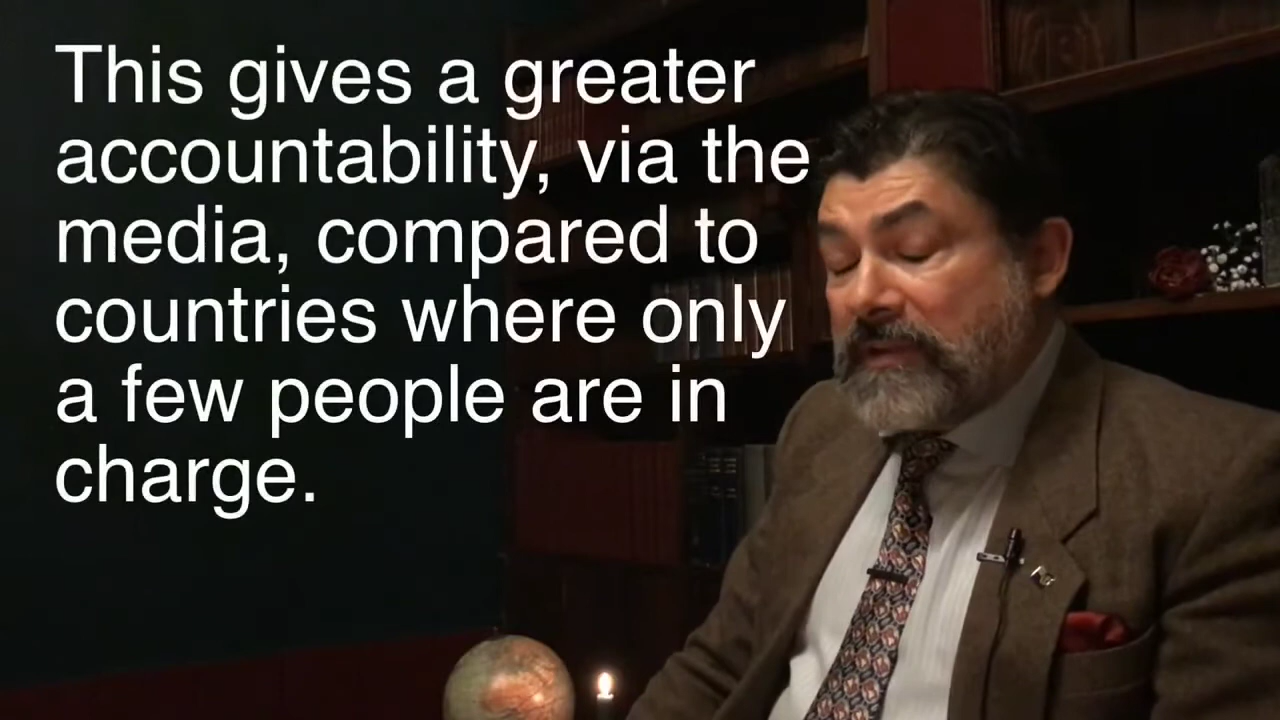 This gives a greater
accountability, via the
media, compared to
countries where only
a few people are in
charge.